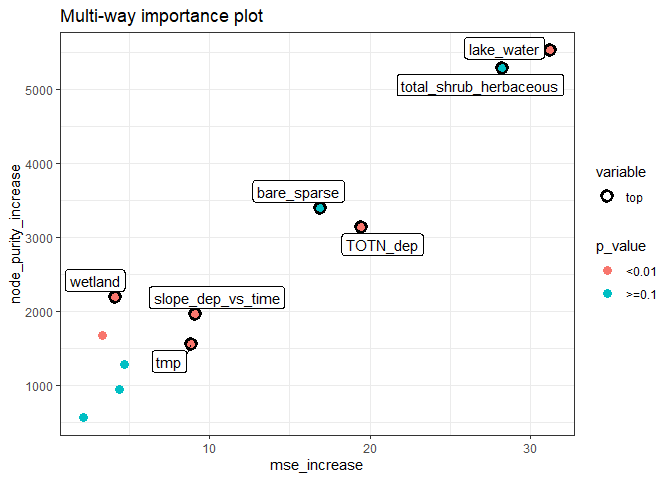 Multi-way importance plot
lake_water
total_shrub_herbaceous
bare_sparse
TOTN_dep
wetland
slope_dep_vs_time
tmp
5000
4000
3000
2000
1000
node_purity_increase
10
20
30
mse_increase
variable
top
p_value
<0.01
>=0.1